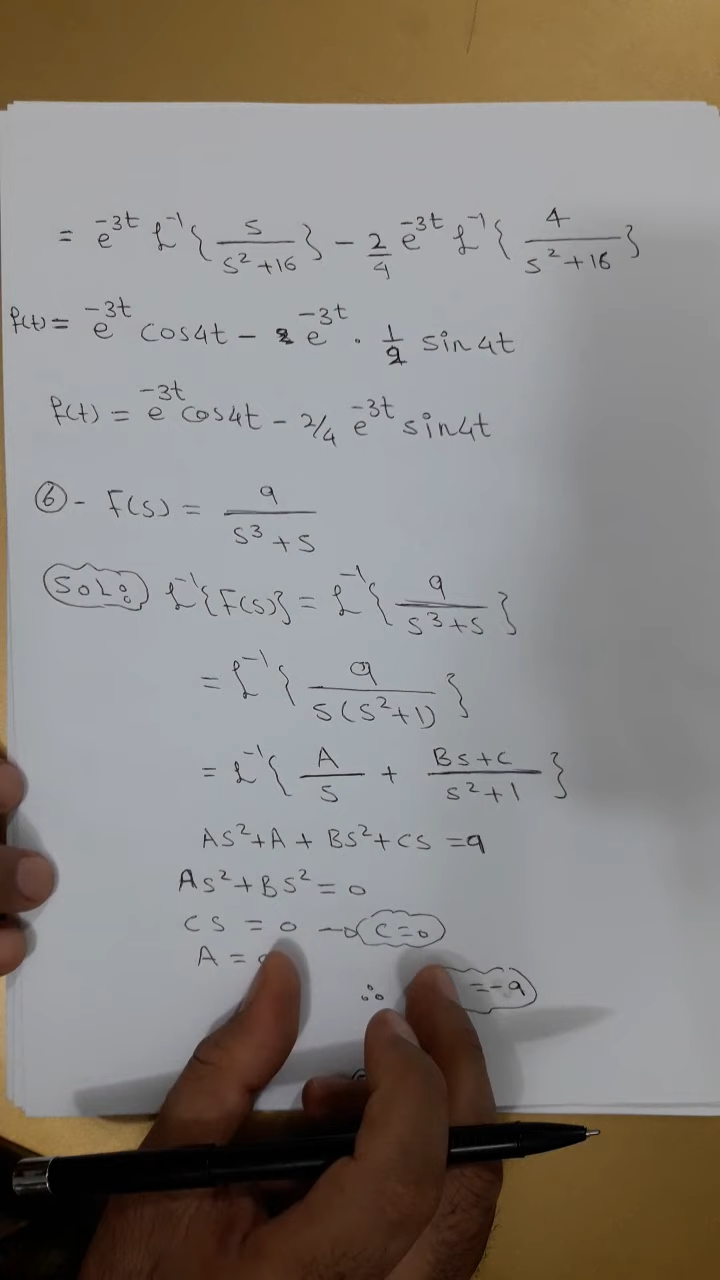 = e^{-3t} £^{-1}{ s/(s²+16) } - 2/4 e^{-3t} £^{-1}{ 4/(s²+16) }
f(t) = e^{-3t} cos4t - 2 e^{-3t} · 1/2 sin4t
f(t) = e^{-3t} cos4t - 2/4 e^{-3t} sin4t
⑥ - F(s) = 9/(s³+s)
SOL: £^{-1}{F(s)} = £^{-1}{ 9/(s³+s) }
= £^{-1}{ 9/(s(s²+1)) }
= £^{-1}{ A/s + (Bs+C)/(s²+1) }
As²+A + Bs²+Cs = 9
As²+Bs² = 0
Cs = 0 → C=0
A =
∴ = -9